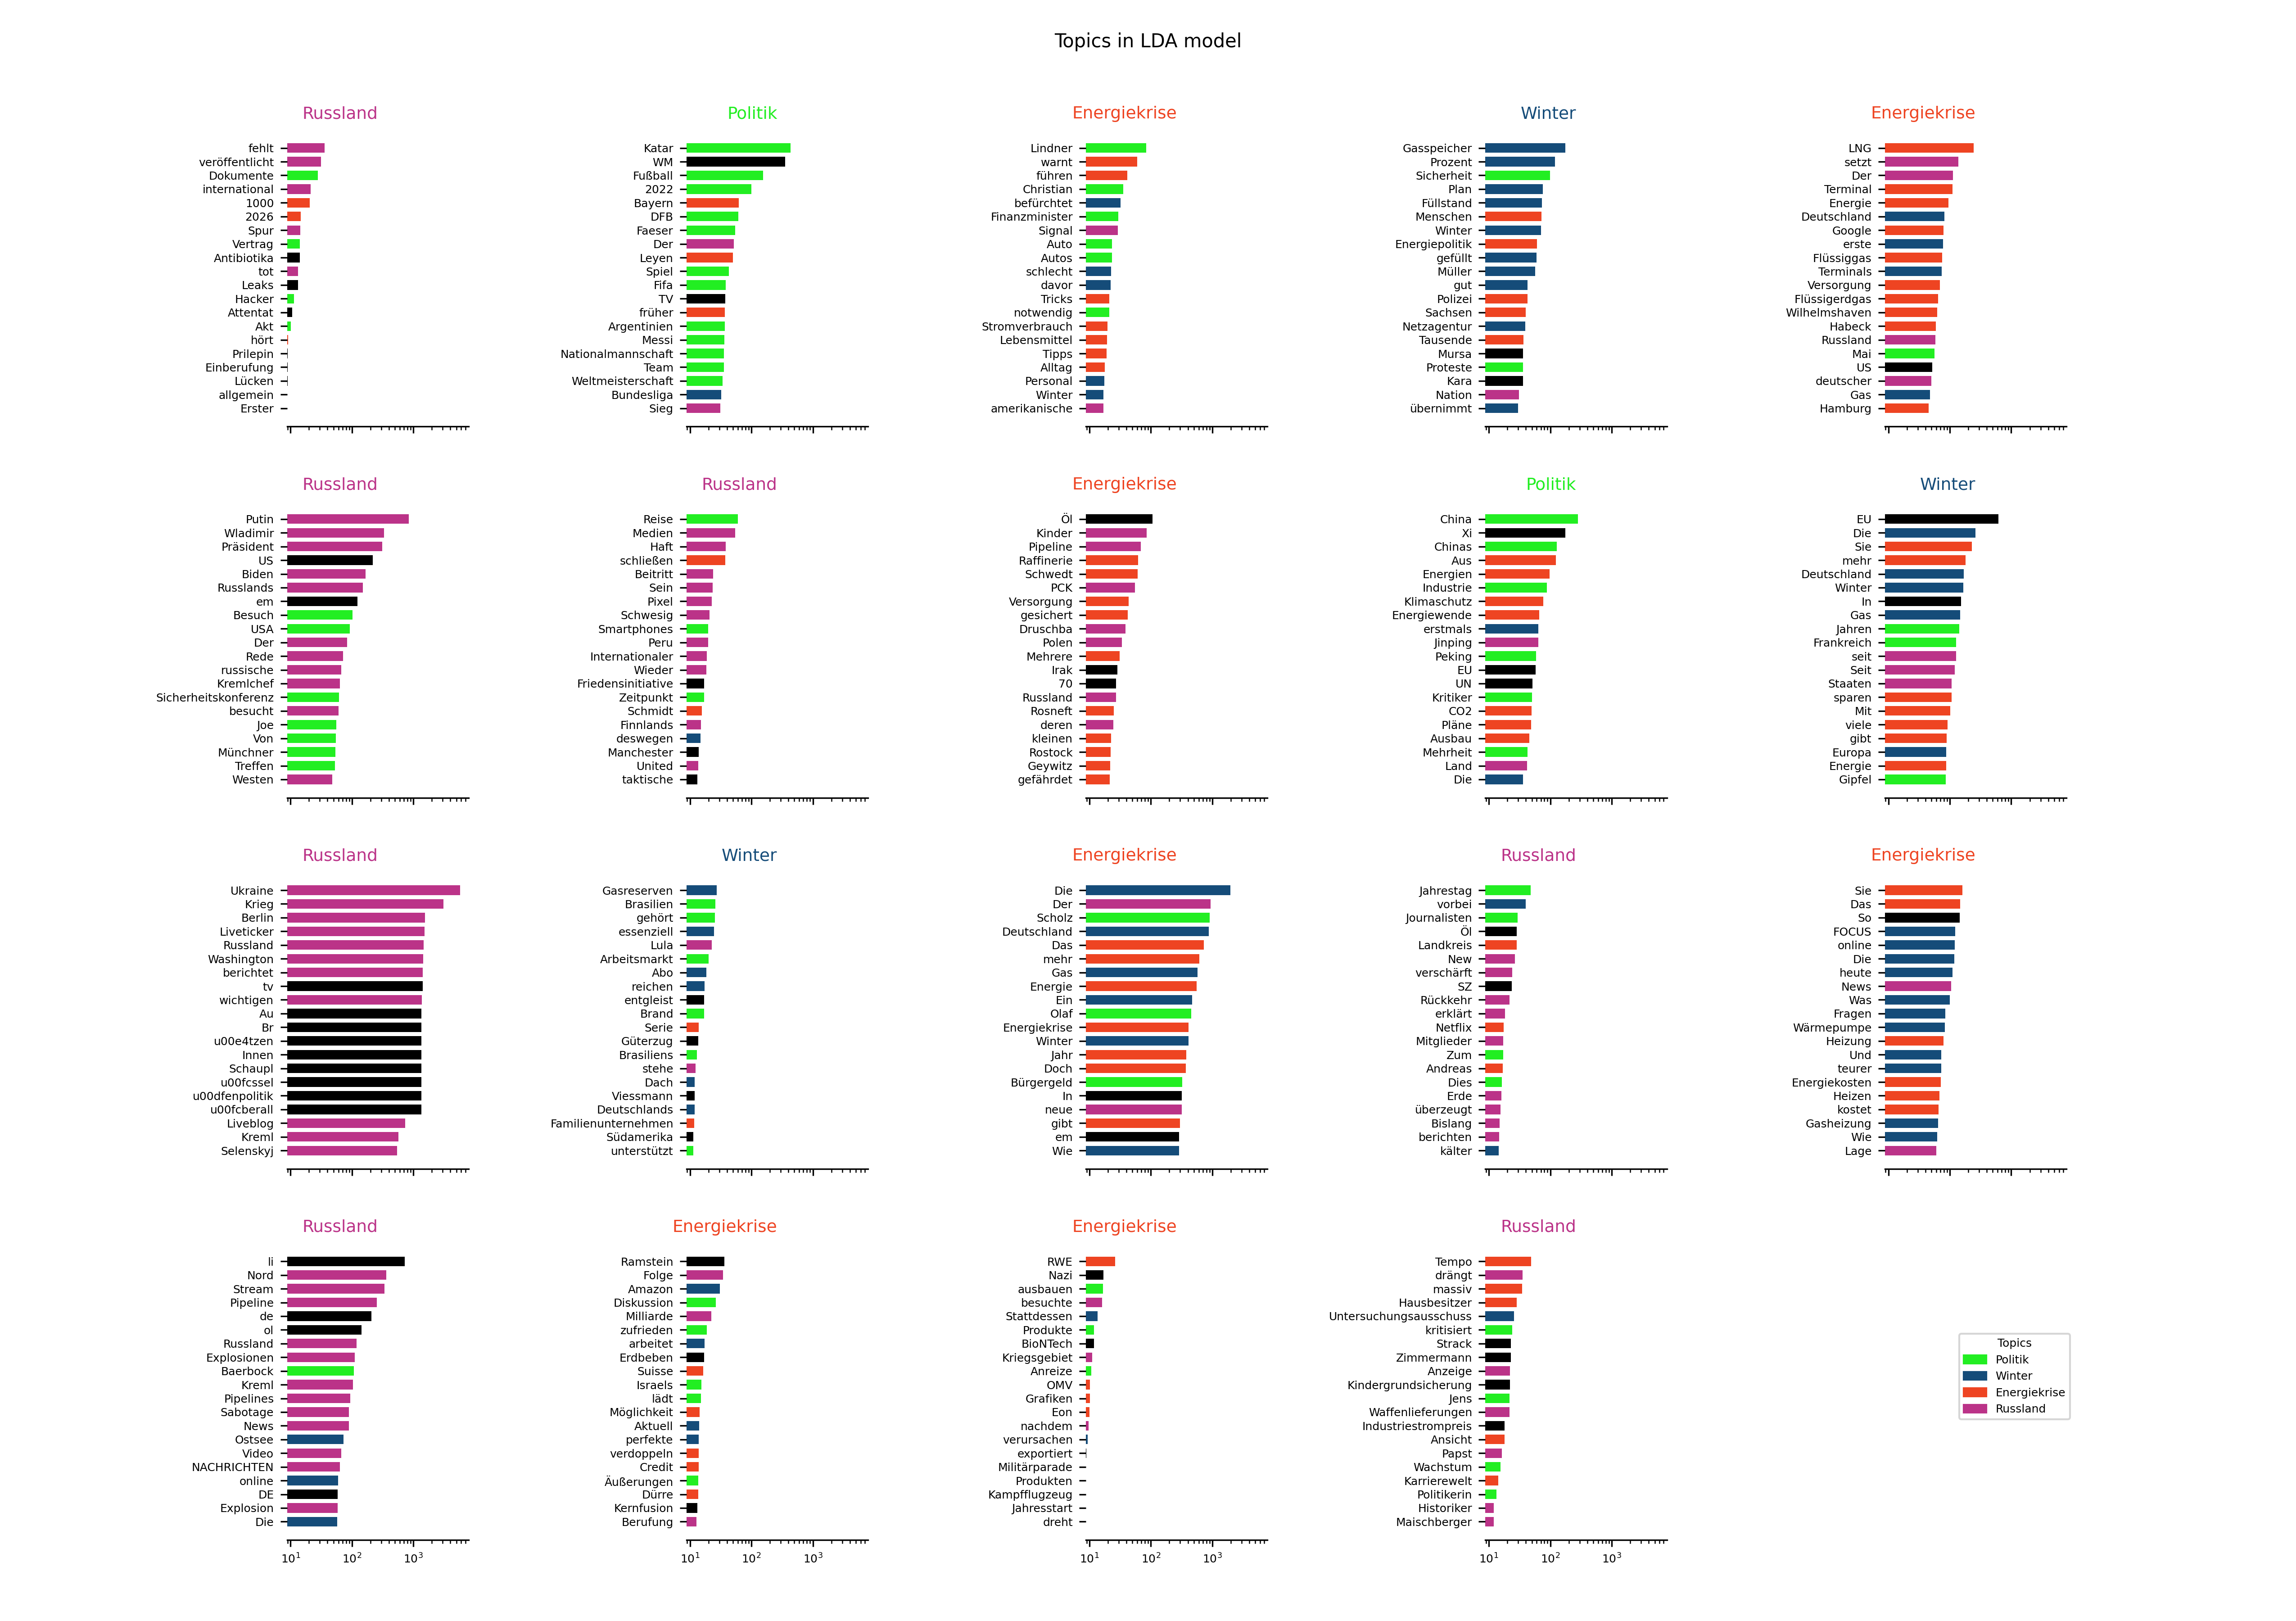 Topics in LDA model
Russland
fehlt
veröffentlicht
Dokumente
international
1000
2026
Spur
Vertrag
Antibiotika
tot
Leaks
Hacker
Attentat
Akt
hört
Prilepin
Einberufung
Lücken
allgemein
Erster
Politik
Katar
WM
Fußball
2022
Bayern
DFB
Faeser
Der
Leyen
Spiel
Fifa
TV
früher
Argentinien
Messi
Nationalmannschaft
Team
Weltmeisterschaft
Bundesliga
Sieg
Energiekrise
Lindner
warnt
führen
Christian
befürchtet
Finanzminister
Signal
Auto
Autos
schlecht
davor
Tricks
notwendig
Stromverbrauch
Lebensmittel
Tipps
Alltag
Personal
Winter
amerikanische
Winter
Gasspeicher
Prozent
Sicherheit
Plan
Füllstand
Menschen
Winter
Energiepolitik
gefüllt
Müller
gut
Polizei
Sachsen
Netzagentur
Tausende
Mursa
Proteste
Kara
Nation
übernimmt
Energiekrise
LNG
setzt
Der
Terminal
Energie
Deutschland
Google
erste
Flüssiggas
Terminals
Versorgung
Flüssigerdgas
Wilhelmshaven
Habeck
Russland
Mai
US
deutscher
Gas
Hamburg
Russland
Putin
Wladimir
Präsident
US
Biden
Russlands
em
Besuch
USA
Der
Rede
russische
Kremlchef
Sicherheitskonferenz
besucht
Joe
Von
Münchner
Treffen
Westen
Russland
Reise
Medien
Haft
schließen
Beitritt
Sein
Pixel
Schwesig
Smartphones
Peru
Internationaler
Wieder
Friedensinitiative
Zeitpunkt
Schmidt
Finnlands
deswegen
Manchester
United
taktische
Energiekrise
Öl
Kinder
Pipeline
Raffinerie
Schwedt
PCK
Versorgung
gesichert
Druschba
Polen
Mehrere
Irak
70
Russland
Rosneft
deren
kleinen
Rostock
Geywitz
gefährdet
Politik
China
Xi
Chinas
Aus
Energien
Industrie
Klimaschutz
Energiewende
erstmals
Jinping
Peking
EU
UN
Kritiker
CO2
Pläne
Ausbau
Mehrheit
Land
Die
Winter
EU
Die
Sie
mehr
Deutschland
Winter
In
Gas
Jahren
Frankreich
seit
Seit
Staaten
sparen
Mit
viele
gibt
Europa
Energie
Gipfel
Russland
Ukraine
Krieg
Berlin
Liveticker
Russland
Washington
berichtet
tv
wichtigen
Au
Br
u00e4tzen
Innen
Schaupl
u00fcssel
u00dfenpolitik
u00fcberall
Liveblog
Kreml
Selenskyj
Winter
Gasreserven
Brasilien
gehört
essenziell
Lula
Arbeitsmarkt
Abo
reichen
entgleist
Brand
Serie
Güterzug
Brasiliens
stehe
Dach
Viessmann
Deutschlands
Familienunternehmen
Südamerika
unterstützt
Energiekrise
Die
Der
Scholz
Deutschland
Das
mehr
Gas
Energie
Ein
Olaf
Energiekrise
Winter
Jahr
Doch
Bürgergeld
In
neue
gibt
em
Wie
Russland
Jahrestag
vorbei
Journalisten
Öl
Landkreis
New
verschärft
SZ
Rückkehr
erklärt
Netflix
Mitglieder
Zum
Andreas
Dies
Erde
überzeugt
Bislang
berichten
kälter
Energiekrise
Sie
Das
So
FOCUS
online
Die
heute
News
Was
Fragen
Wärmepumpe
Heizung
Und
teurer
Energiekosten
Heizen
kostet
Gasheizung
Wie
Lage
Russland
li
Nord
Stream
Pipeline
de
ol
Russland
Explosionen
Baerbock
Kreml
Pipelines
Sabotage
News
Ostsee
Video
NACHRICHTEN
online
DE
Explosion
Die
10¹ 10² 10³
Energiekrise
Ramstein
Folge
Amazon
Diskussion
Milliarde
zufrieden
arbeitet
Erdbeben
Suisse
Israels
lädt
Möglichkeit
Aktuell
perfekte
verdoppeln
Credit
Äußerungen
Dürre
Kernfusion
Berufung
10¹ 10² 10³
Energiekrise
RWE
Nazi
ausbauen
besuchte
Stattdessen
Produkte
BioNTech
Kriegsgebiet
Anreize
OMV
Grafiken
Eon
nachdem
verursachen
exportiert
Militärparade
Produkten
Kampfflugzeug
Jahresstart
dreht
10¹ 10² 10³
Russland
Tempo
drängt
massiv
Hausbesitzer
Untersuchungsausschuss
kritisiert
Strack
Zimmermann
Anzeige
Kindergrundsicherung
Jens
Waffenlieferungen
Industriestrompreis
Ansicht
Papst
Wachstum
Karrierewelt
Politikerin
Historiker
Maischberger
10¹ 10² 10³
Topics
Politik
Winter
Energiekrise
Russland